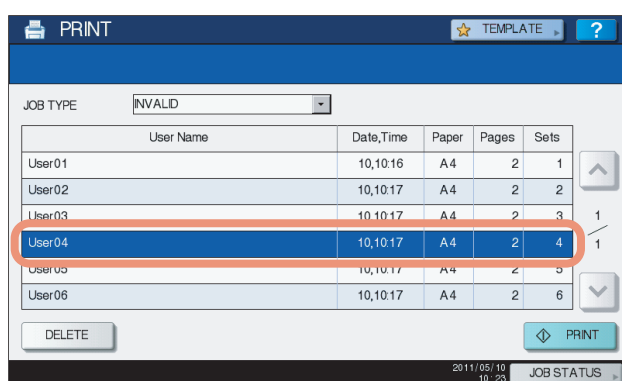 PRINT TEMPLATE ?
JOB TYPE INVALID
User Name Date,Time Paper Pages Sets
User01 10,10:16 A4 2 1
User02 10,10:17 A4 2 2
User03 10,10:17 A4 2 3
User04 10,10:17 A4 2 4
User05 10,10:17 A4 2 5
User06 10,10:17 A4 2 6
1
1
DELETE PRINT
2011/05/10
10:23
JOB STATUS